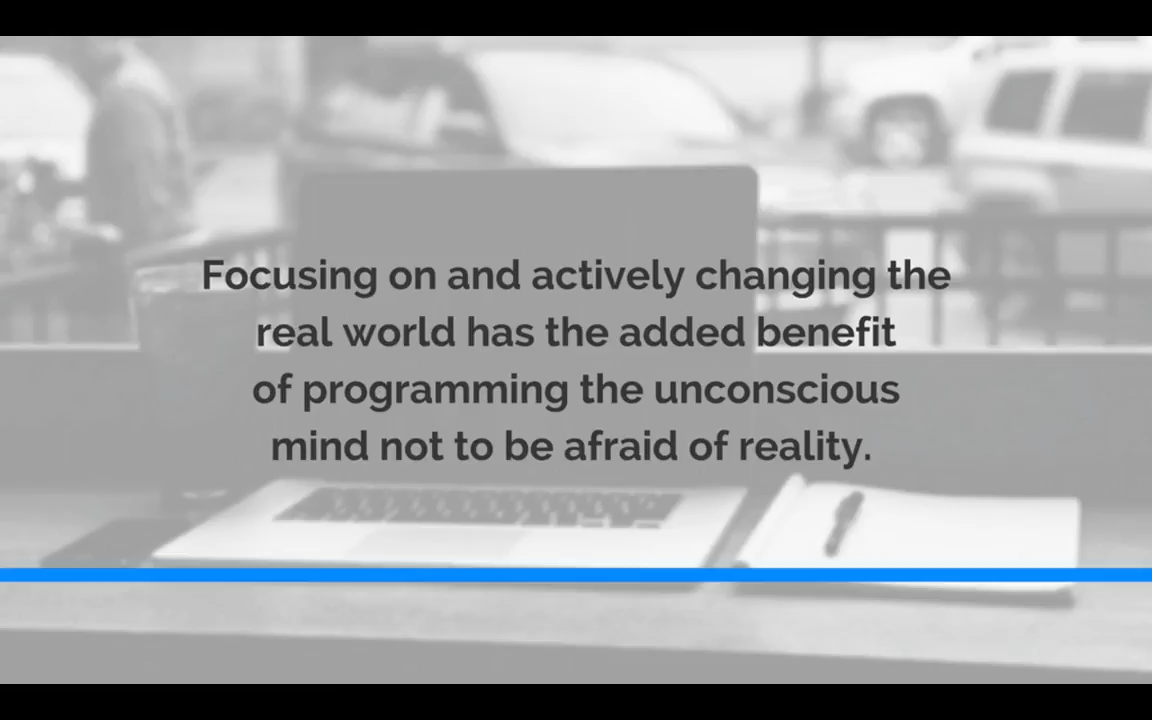 Focusing on and actively changing the
real world has the added benefit
of programming the unconscious
mind not to be afraid of reality.